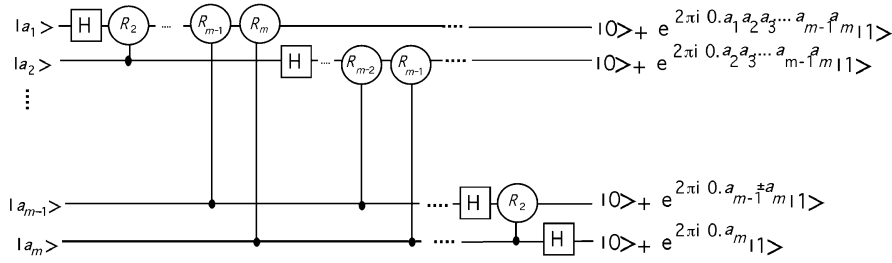 |a₁> H R₂ ···· Rₘ₋₁ Rₘ ···· |0>+ e^{2πi 0.a₁a₂a₃··· aₘ₋₁aₘ}|1>
|a₂> H ···· Rₘ₋₂ Rₘ₋₁ ···· |0>+ e^{2πi 0.a₂a₃··· aₘ₋₁aₘ}|1>
|aₘ₋₁> ···· H R₂ |0>+ e^{2πi 0.aₘ₋₁±aₘ}|1>
|aₘ> ···· H |0>+ e^{2πi 0.aₘ}|1>